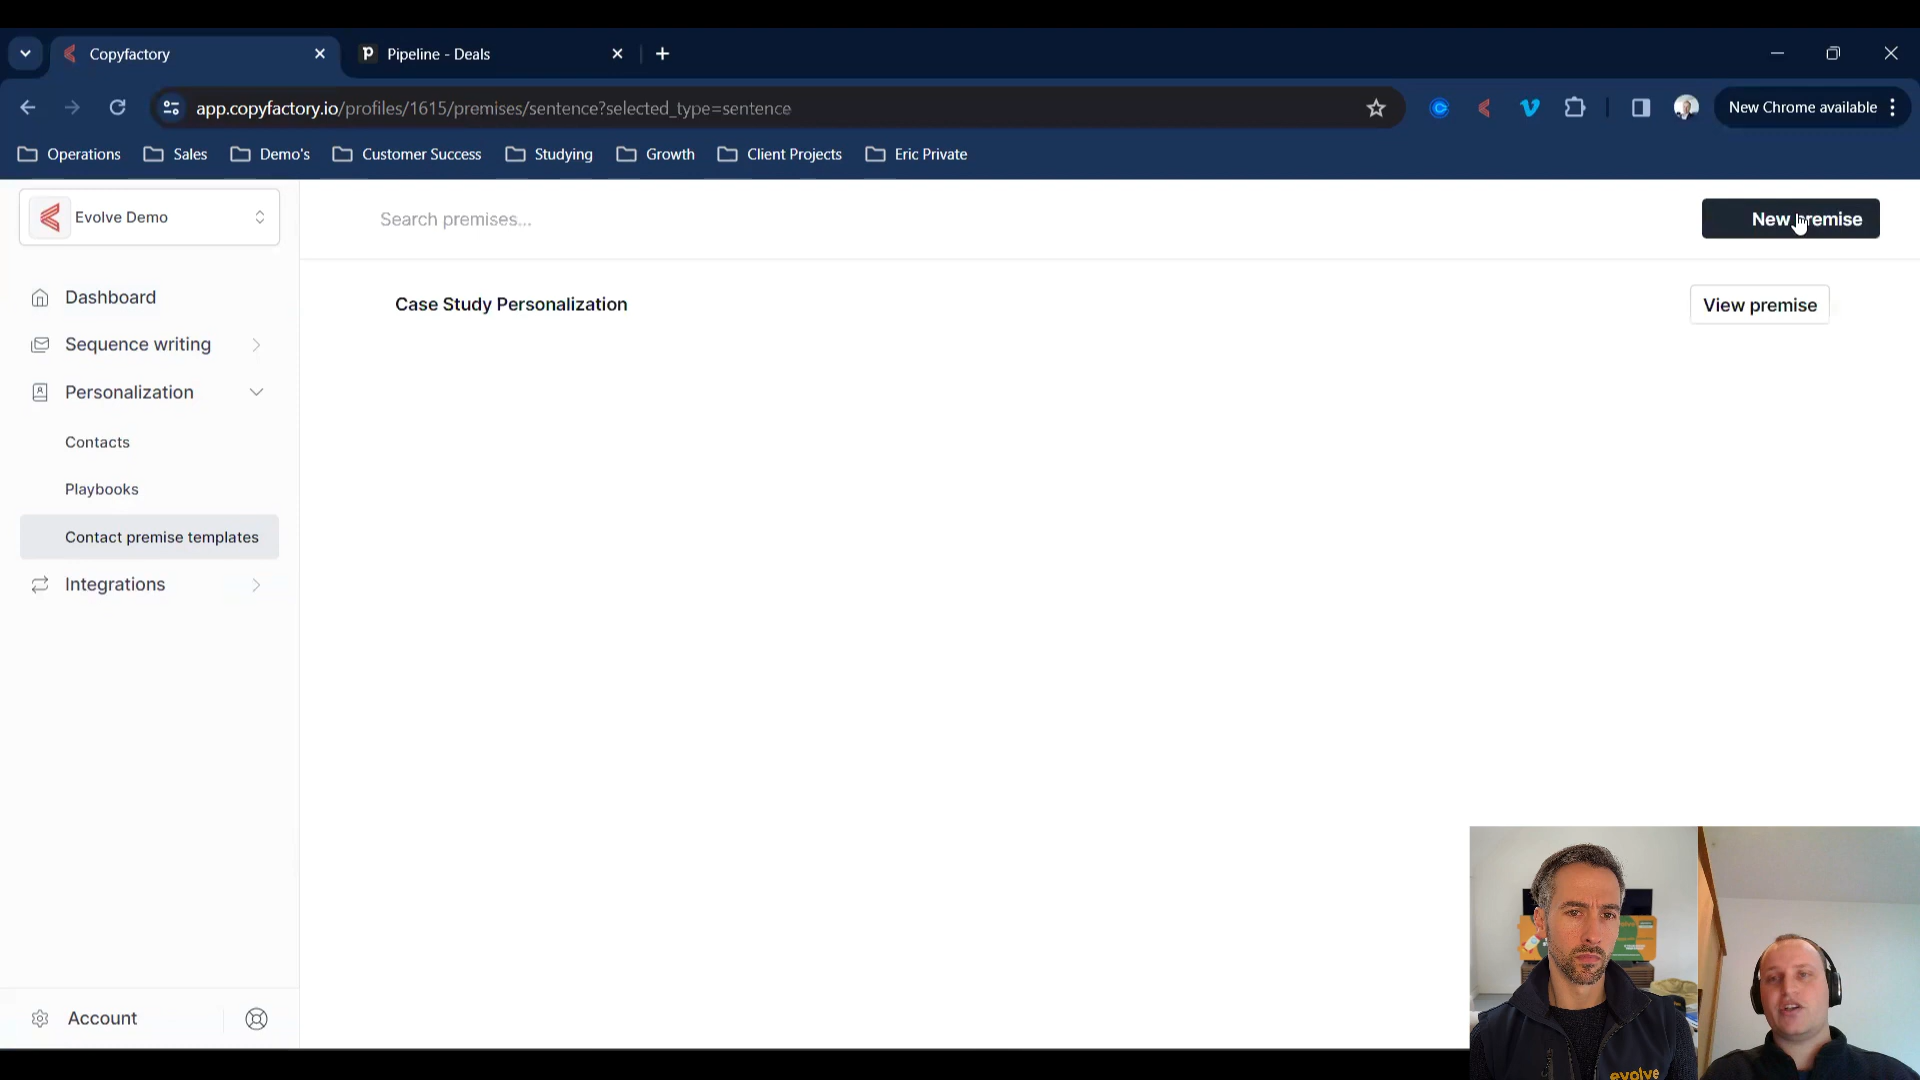 Copyfactory
Pipeline - Deals
app.copyfactory.io/profiles/1615/premises/sentence?selected_type=sentence
New Chrome available
Operations
Sales
Demo's
Customer Success
Studying
Growth
Client Projects
Eric Private
Evolve Demo
Search premises...
New premise
Dashboard
Case Study Personalization
View premise
Sequence writing
Personalization
Contacts
Playbooks
Contact premise templates
Integrations
Account
evolve